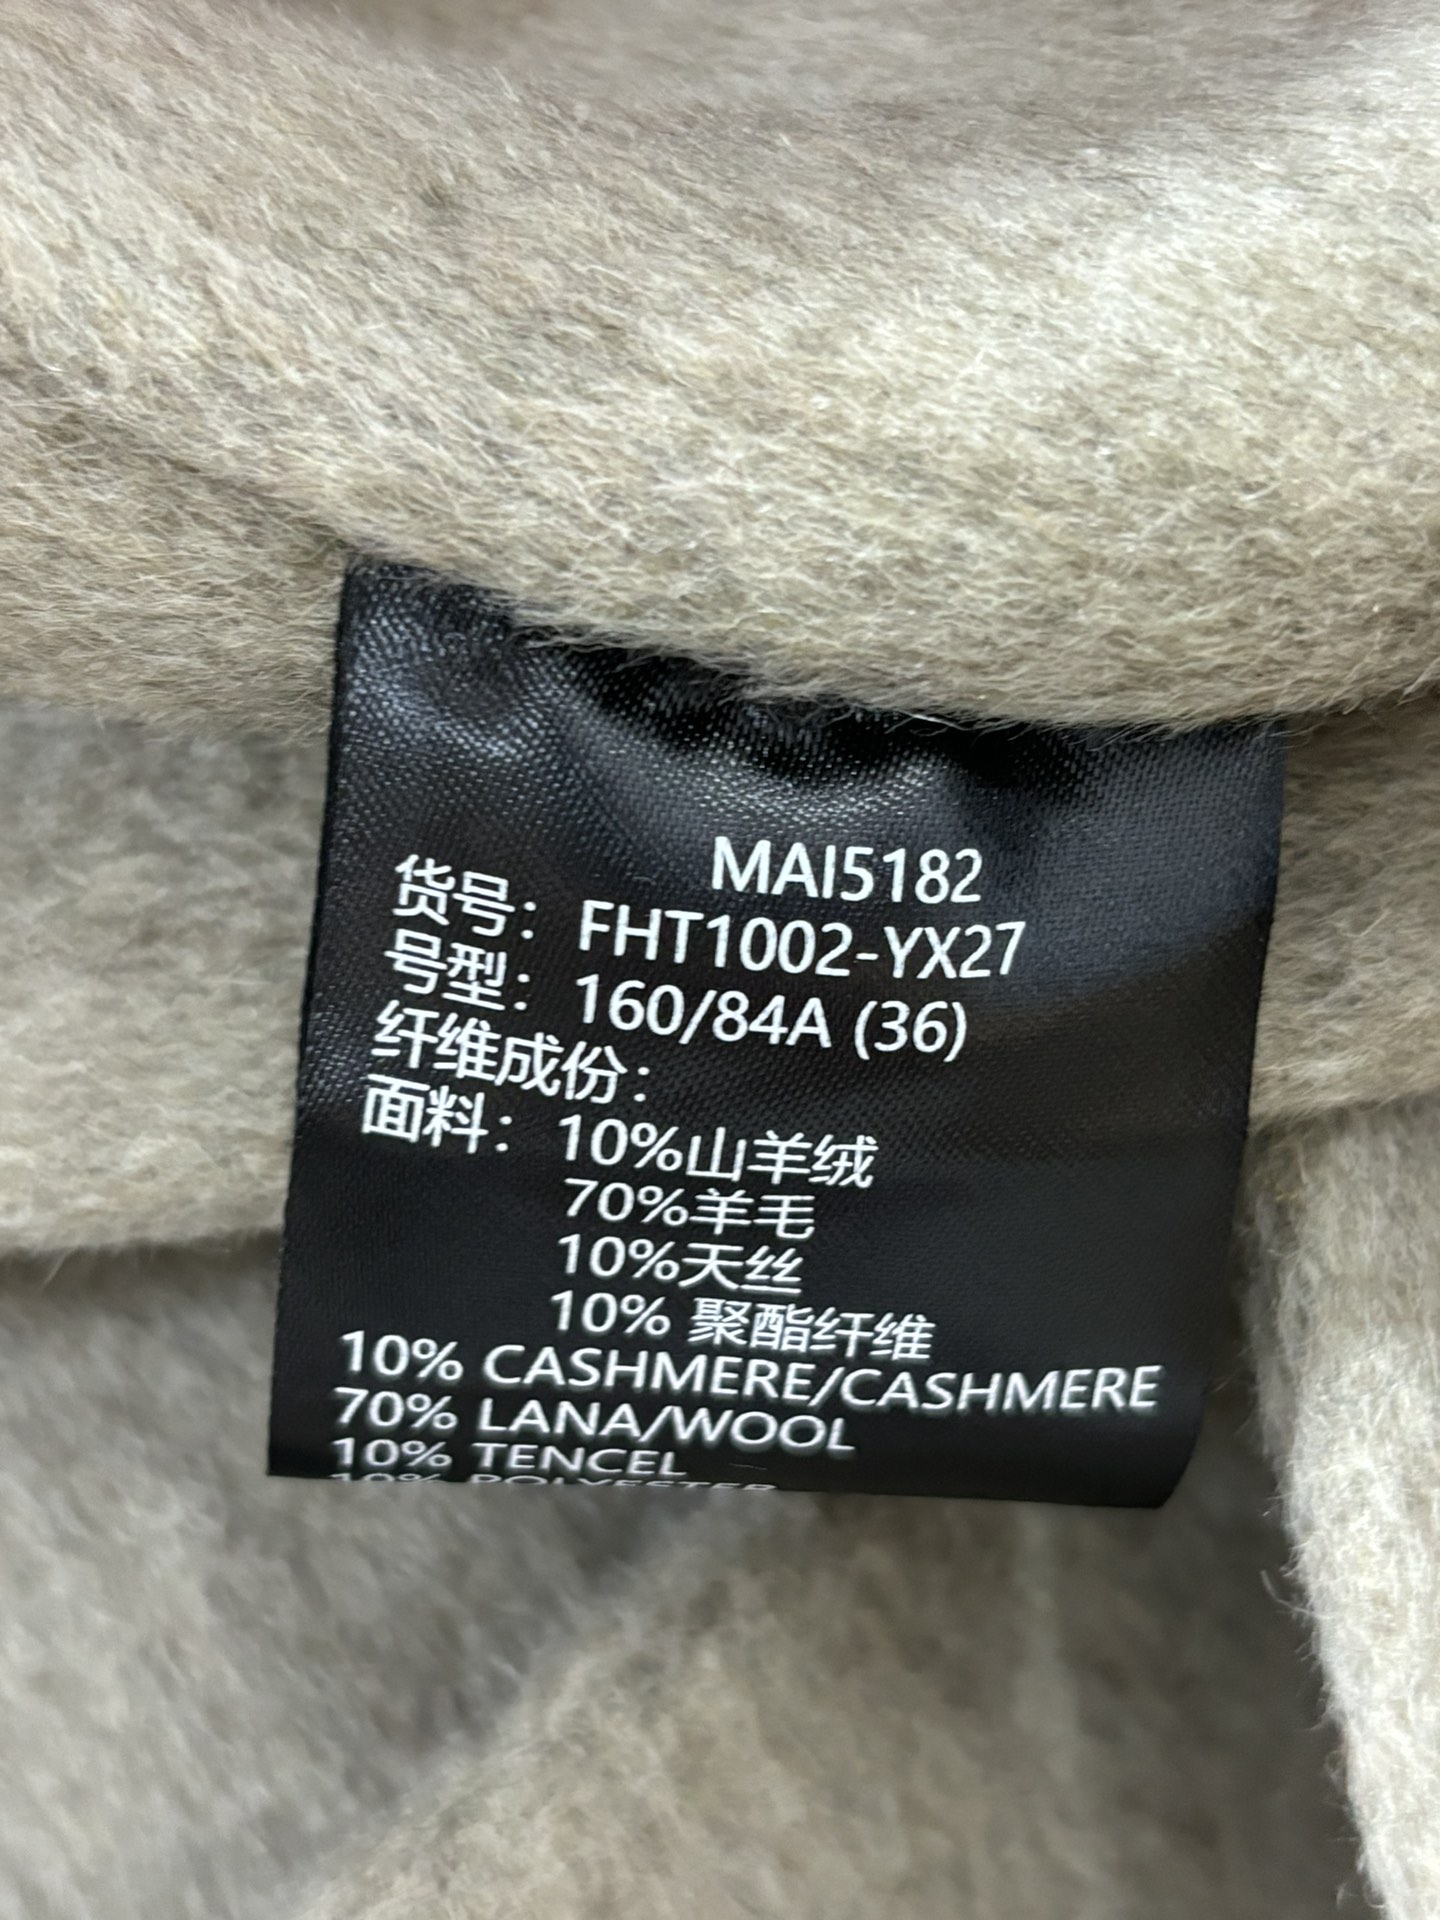 MAI5182
货号：FHT1002-YX27
号型：160/84A (36)
纤维成份：
面料：10%山羊绒
70%羊毛
10%天丝
10% 聚酯纤维
10% CASHMERE/CASHMERE
70% LANA/WOOL
10% TENCEL
10% POLYESTER